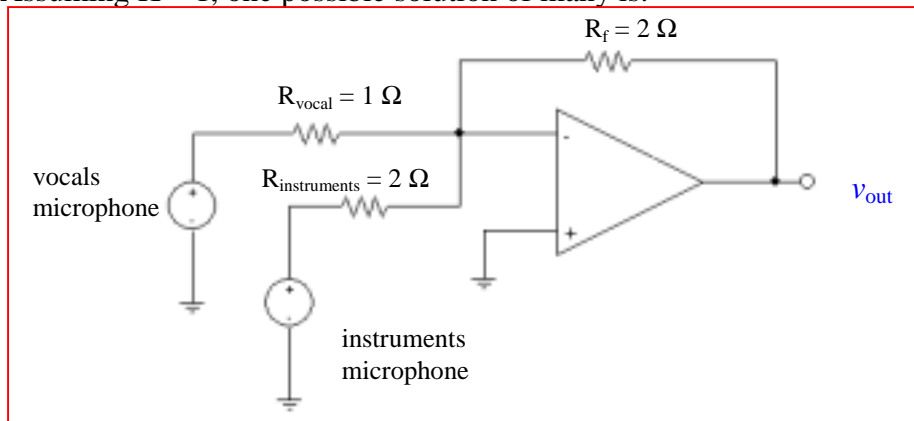 R_f = 2 Ω
R_vocal = 1 Ω
vocals
microphone
R_instruments = 2 Ω
v_out
instruments
microphone
+
-
+
-
-
+